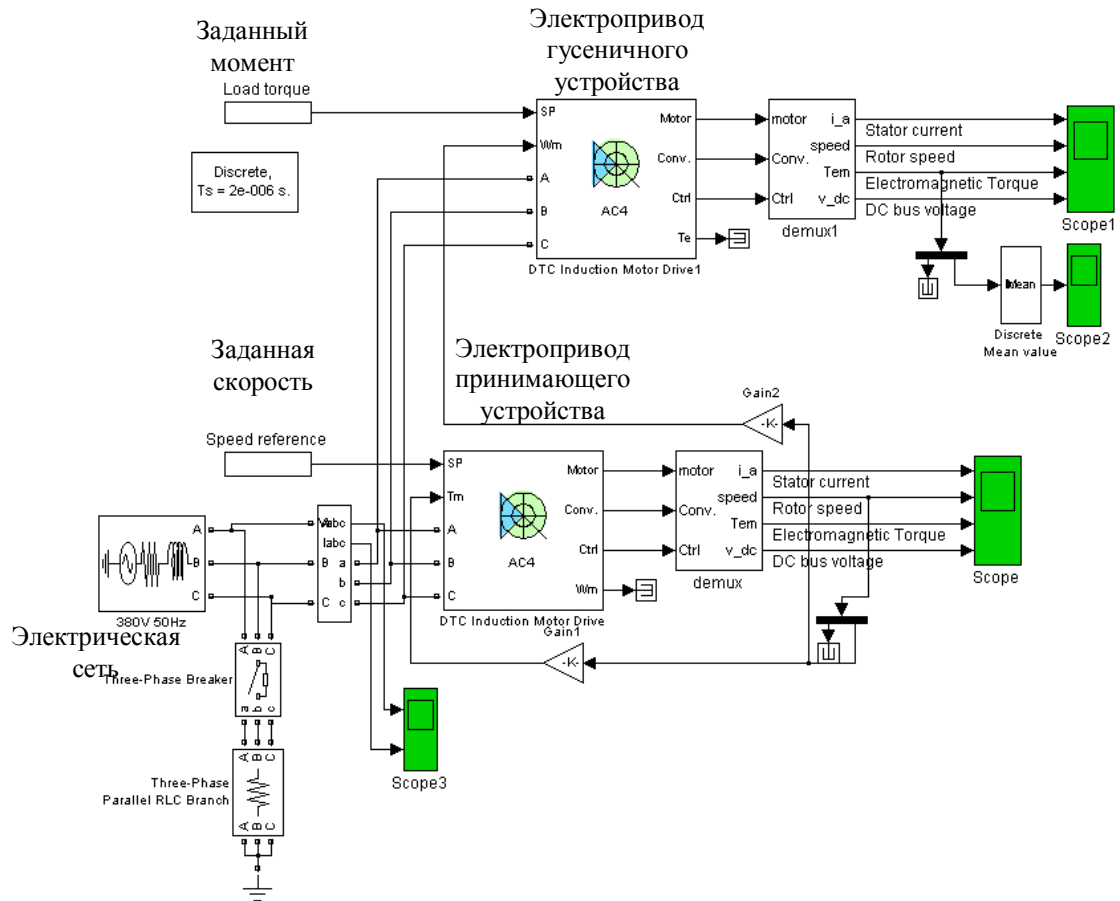 Заданный
момент
Load torque
Discrete,
Ts = 2e-006 s.
Электропривод
гусеничного
устройства
SP
Wm
A
B
C
AC4
Motor
Conv.
Ctrl
Te
DTC Induction Motor Drive1
motor
Conv.
Ctrl
i_a
speed
Tem
v_dc
demux1
Stator current
Rotor speed
Electromagnetic Torque
DC bus voltage
Scope1
Mean
Discrete
Mean value
Scope2
Заданная
скорость
Speed reference
Электропривод
принимающего
устройства
Gain2
-K-
SP
Tm
A
B
C
AC4
Motor
Conv.
Ctrl
Wm
DTC Induction Motor Drive
motor
Conv.
Ctrl
i_a
speed
Tem
v_dc
demux
Stator current
Rotor speed
Electromagnetic Torque
DC bus voltage
Scope
Gain1
-K-
A
B
C
380V 50Hz
Электрическая
сеть
Vabc
Iabc
A
B
C
a
b
c
A B C
a b c
Three-Phase Breaker
A B C
A B C
Three-Phase
Parallel RLC Branch
Scope3